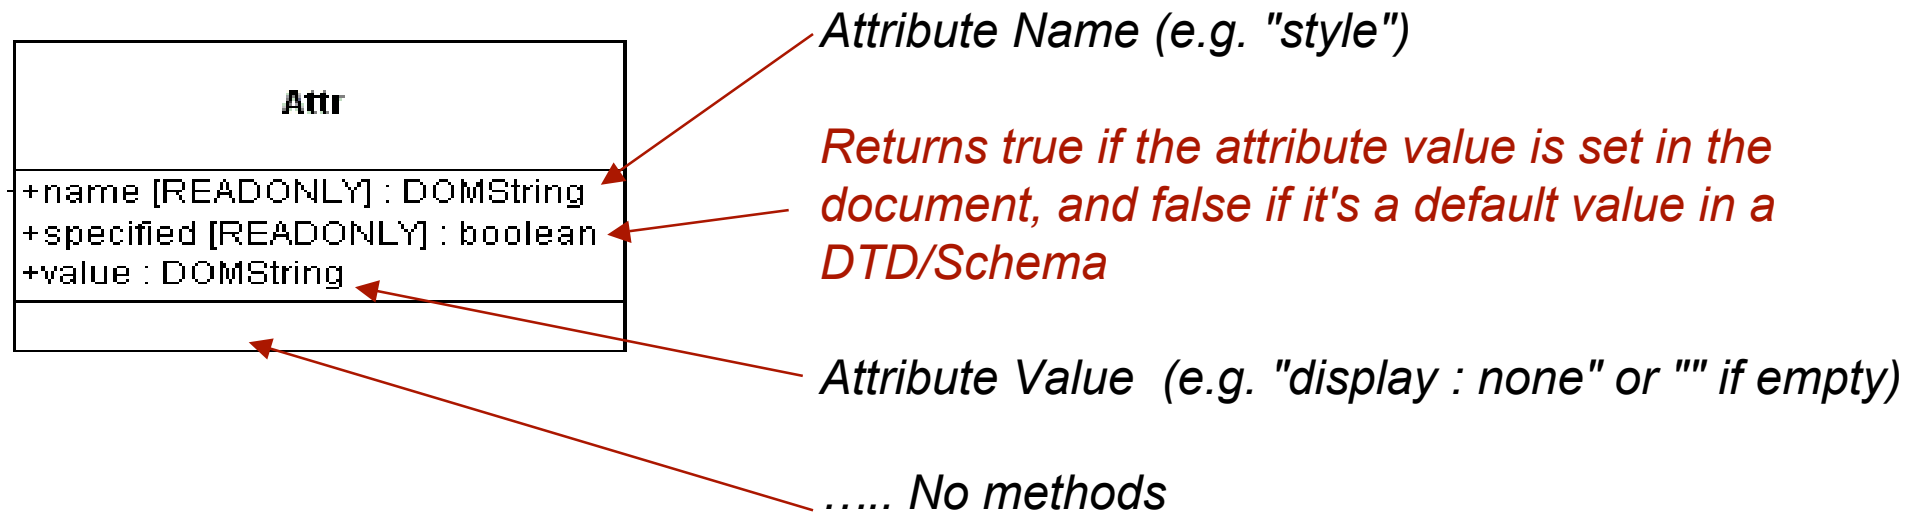 Attr
+name [READONLY] : DOMString
+specified [READONLY] : boolean
+value : DOMString
Attribute Name (e.g. "style")
Returns true if the attribute value is set in the
document, and false if it's a default value in a
DTD/Schema
Attribute Value  (e.g. "display : none" or "" if empty)
….. No methods